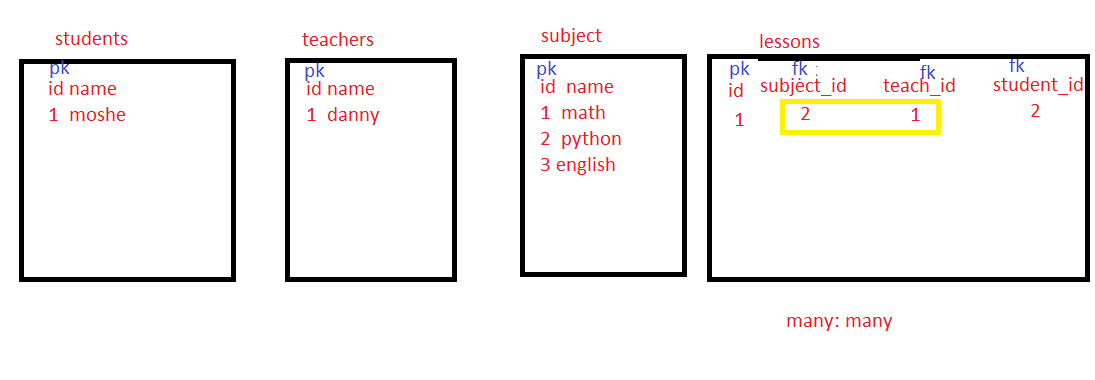 students
pk
id name
1 moshe
teachers
pk
id name
1 danny
subject
pk
id name
1 math
2 python
3 english
lessons
pk fk : fk fk
id subject_id teach_id student_id
1 2 1 2
many: many